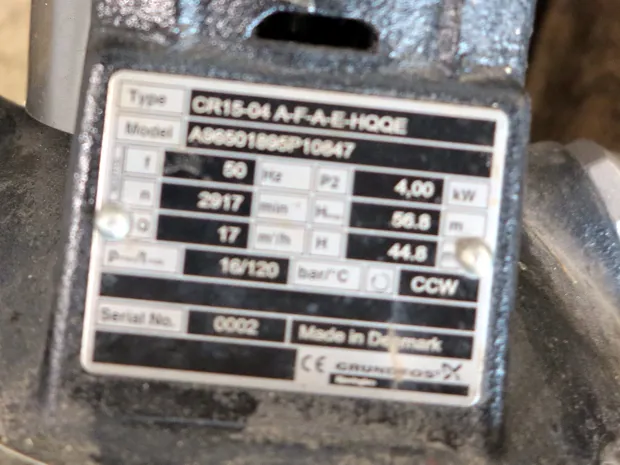 Type CR15-04 A-F-A-E-HQQE
Model A96501895P10847
f 50 Hz P2 4,00 kW
n 2917 min H m 56.8 m
Q 17 m³/h H 44.8
p 16/120 bar/°C CCW
Serial No. 0002 Made in Denmark
CE GRUNDFOS X